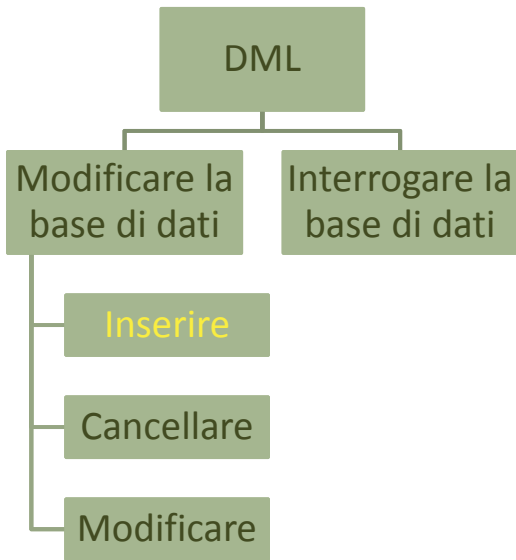 DML
Modificare la
base di dati
Interrogare la
base di dati
Inserire
Cancellare
Modificare